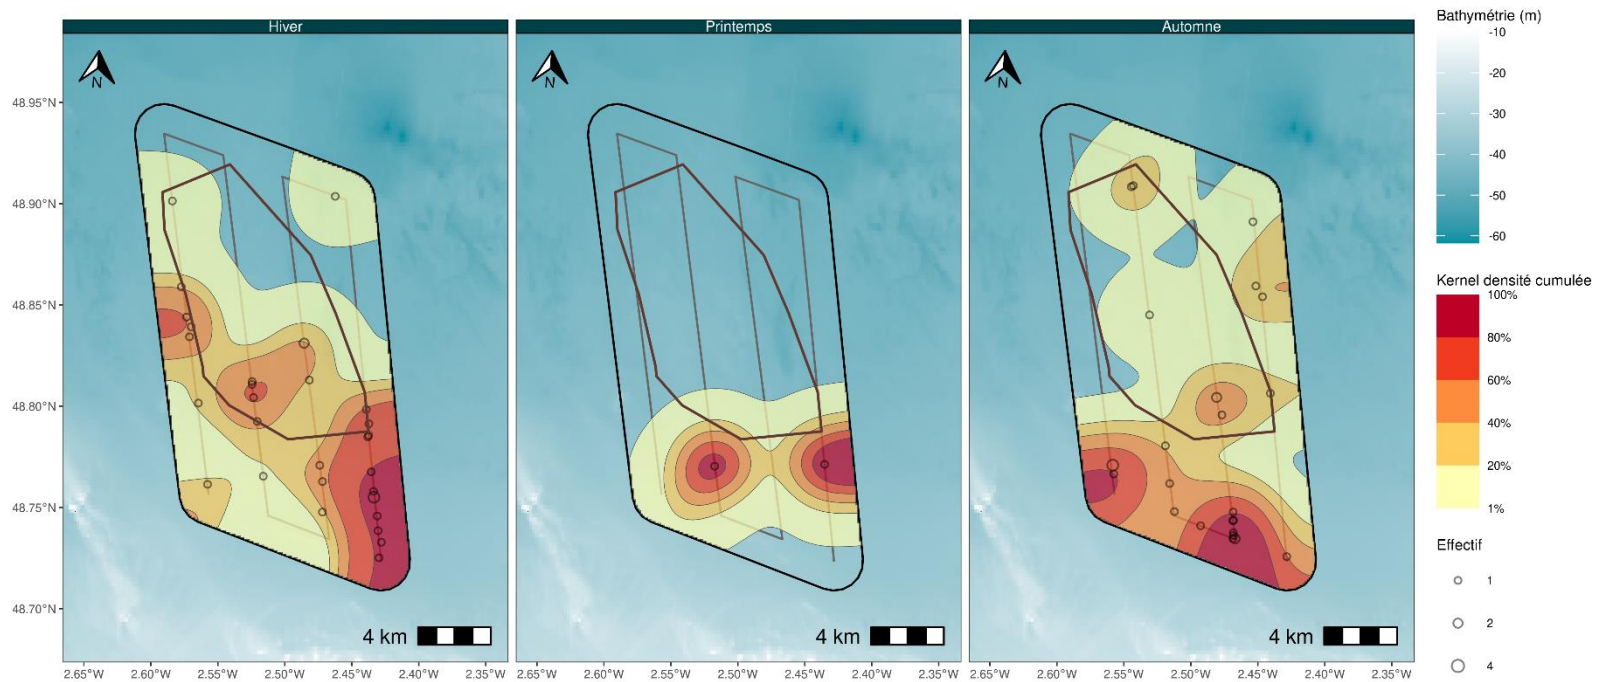 Hiver
Printemps
Automne
N
N
N
48.95°N
48.90°N
48.85°N
48.80°N
48.75°N
48.70°N
4 km
4 km
4 km
2.65°W 2.60°W 2.55°W 2.50°W 2.45°W 2.40°W 2.35°W
2.65°W 2.60°W 2.55°W 2.50°W 2.45°W 2.40°W 2.35°W
2.65°W 2.60°W 2.55°W 2.50°W 2.45°W 2.40°W 2.35°W
Bathymétrie (m)
-10
-20
-30
-40
-50
-60
Kernel densité cumulée
100%
80%
60%
40%
20%
1%
Effectif
1
2
4